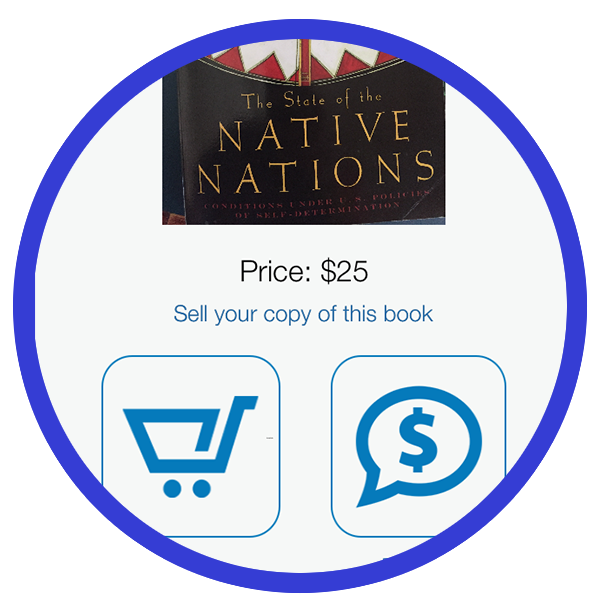 The State of the
NATIVE
NATIONS
CONDITIONS UNDER U.S. POLICIES
OF SELF-DETERMINATION
Price: $25
Sell your copy of this book
$